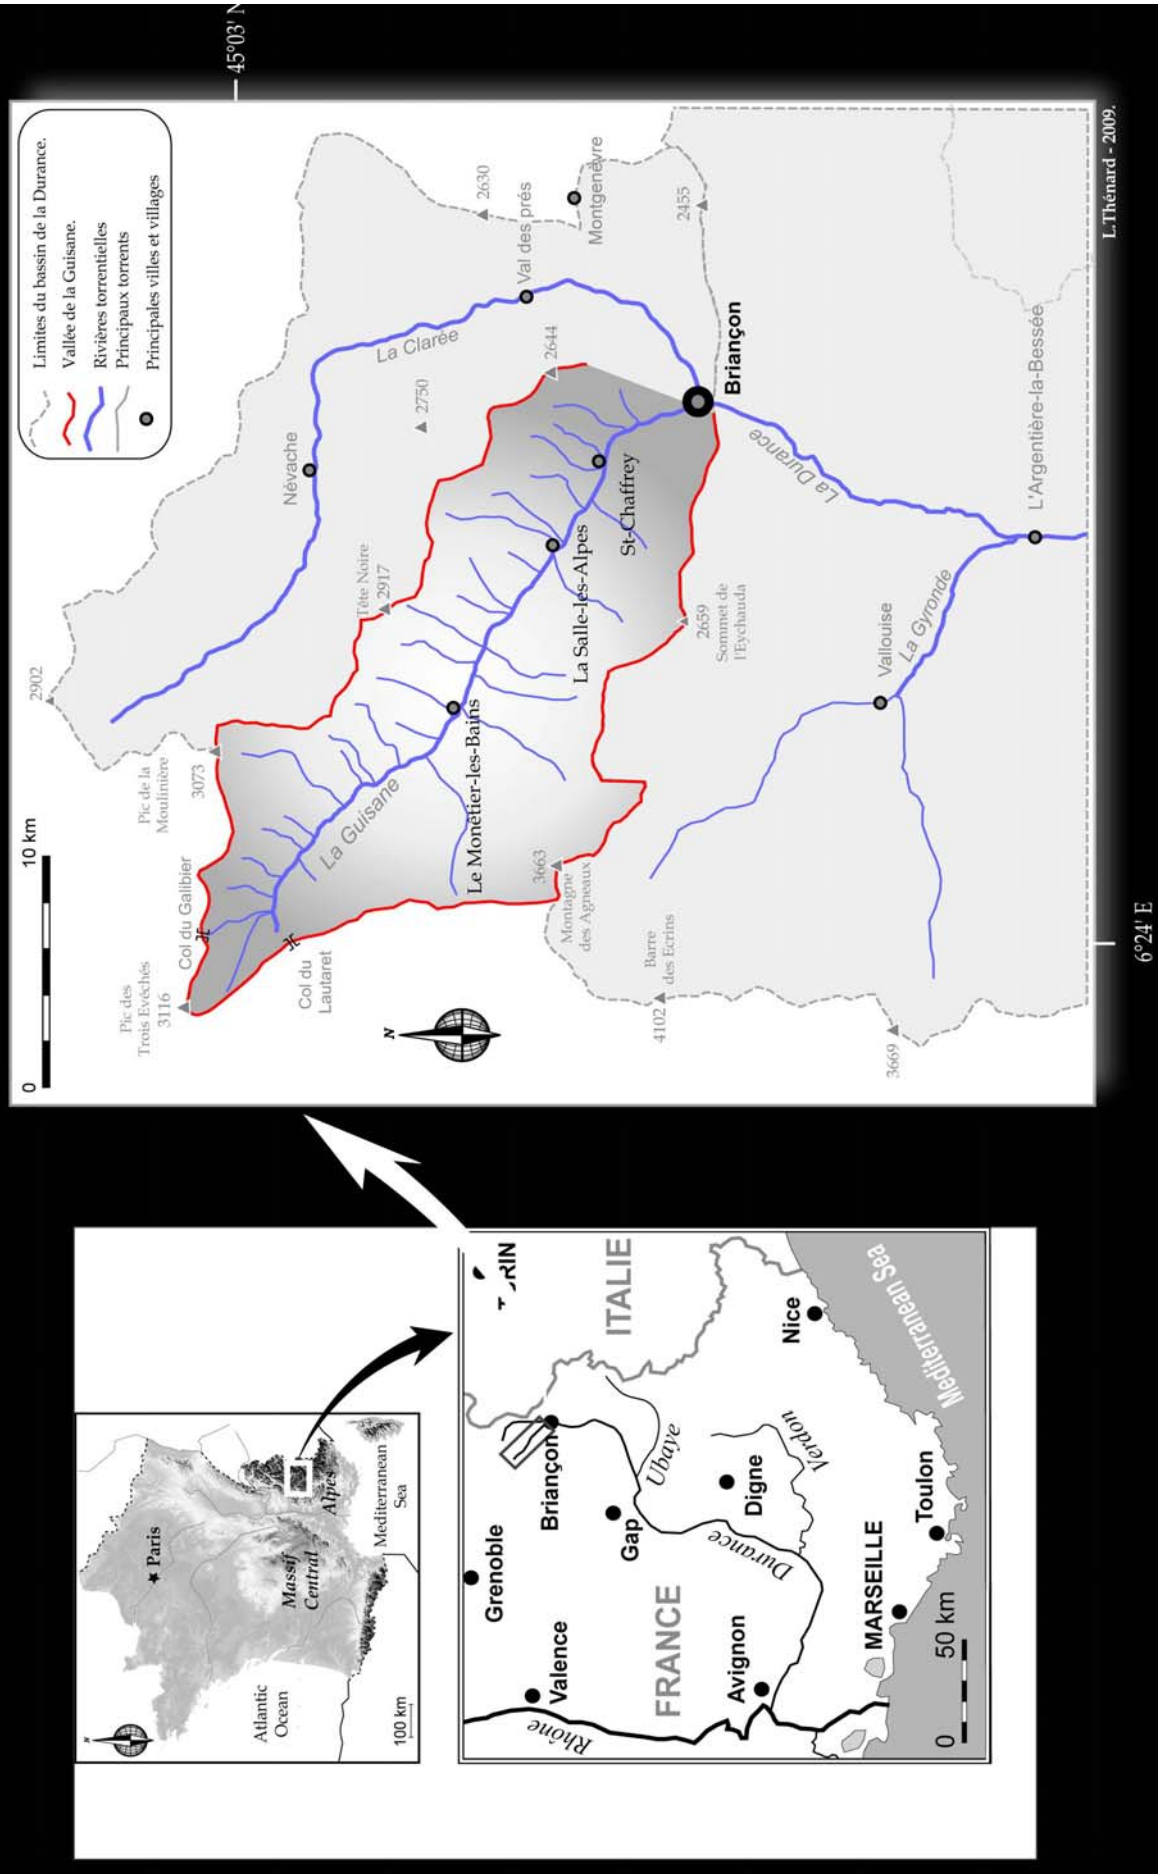 Paris
Massif
Central
Alpes
Atlantic
Ocean
Mediterranean
Sea
100 km
N
Grenoble
Valence
Rhône
Briançon
Gap
Ubaye
FRANCE
ITALIE
Avignon
Durance
Digne
Verdon
Nice
MARSEILLE
Toulon
Mediterranean Sea
0 50 km
0 10 km
45°03' N
6°24' E
Limites du bassin de la Durance.
Vallée de la Guisane.
Rivières torrentielles
Principaux torrents
Principales villes et villages
N
Pic des
Trois Evéchés
3116
Col du Galibier
Col du
Lautaret
Pic de la
Moulinière
3073
2902
Névache
La Clarée
Tête Noire
2917
2750
2644
2630
Val des prés
Montgenèvre
2455
La Guisane
Le Monétier-les-Bains
La Salle-les-Alpes
St-Chaffrey
Briançon
3663
Montagne
des Agneaux
2659
Sommet de
l'Eychauda
Barre
des Ecrins
4102
3669
Vallouise
La Gyronde
La Durance
L'Argentière-la-Bessée
L.Thénard - 2009.